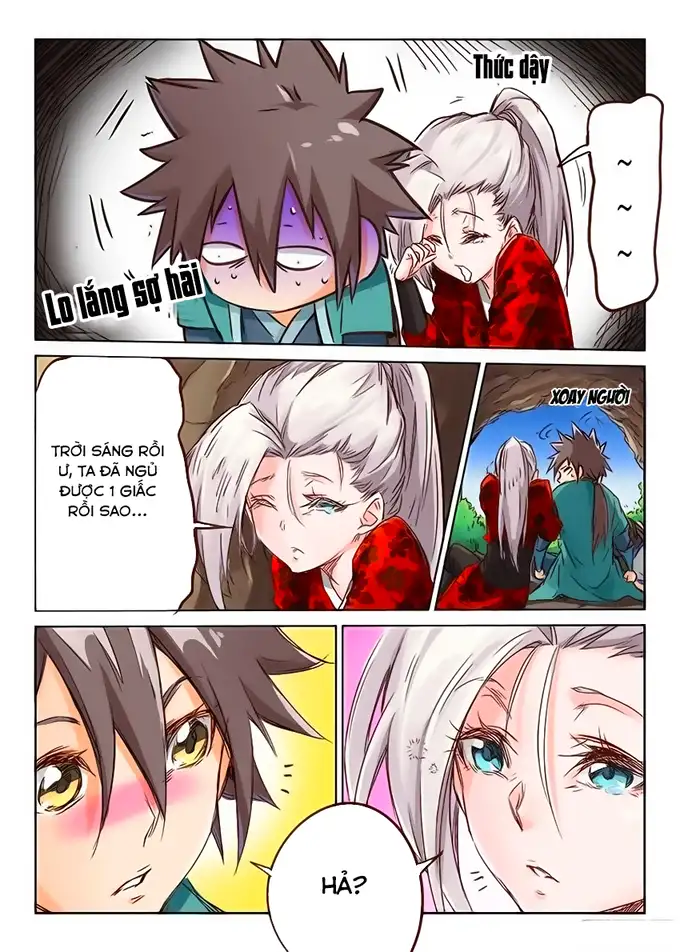 Thức dậy
~
~
~
Lo lắng sợ hãi
TRỜI SÁNG RỒI
Ư, TA ĐÃ NGỦ
ĐƯỢC 1 GIẤC
RỒI SAO...
XOAY NGƯỜI
HẢ?